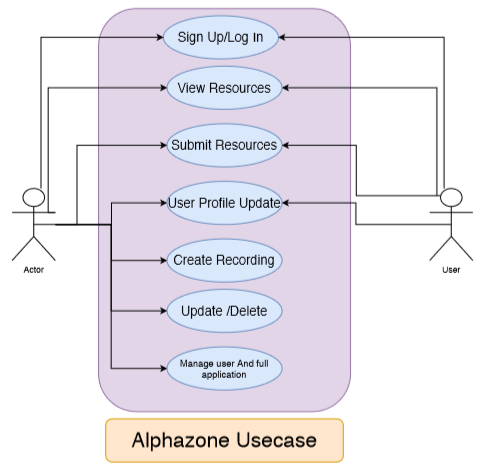 Sign Up/Log In
View Resources
Submit Resources
User Profile Update
Create Recording
Update /Delete
Manage user And full
application
Actor
User
Alphazone Usecase